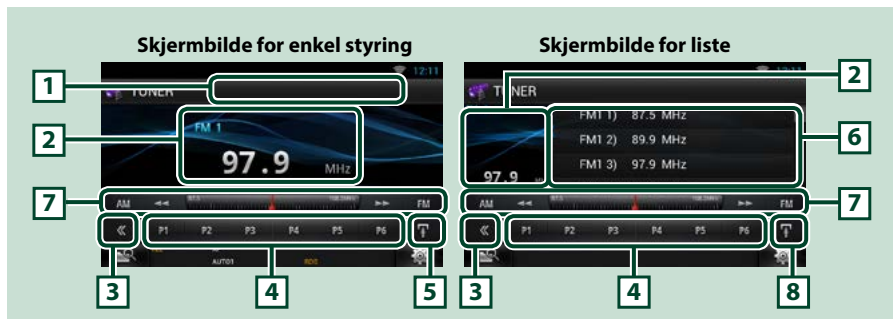 Skjermbilde for enkel styring
Skjermbilde for liste
12:11
12:11
1
TUNER
2
TUNER
2
FM 1
97.9 MHz
FM1 1) 87.5 MHz
FM1 2) 89.9 MHz
FM1 3) 97.9 MHz
97.9
6
7
AM FM
AM FM
7
P1 P2 P3 P4 P5 P6
P1 P2 P3 P4 P5 P6
AUTO1 RDS
3 4 5
3 4 8